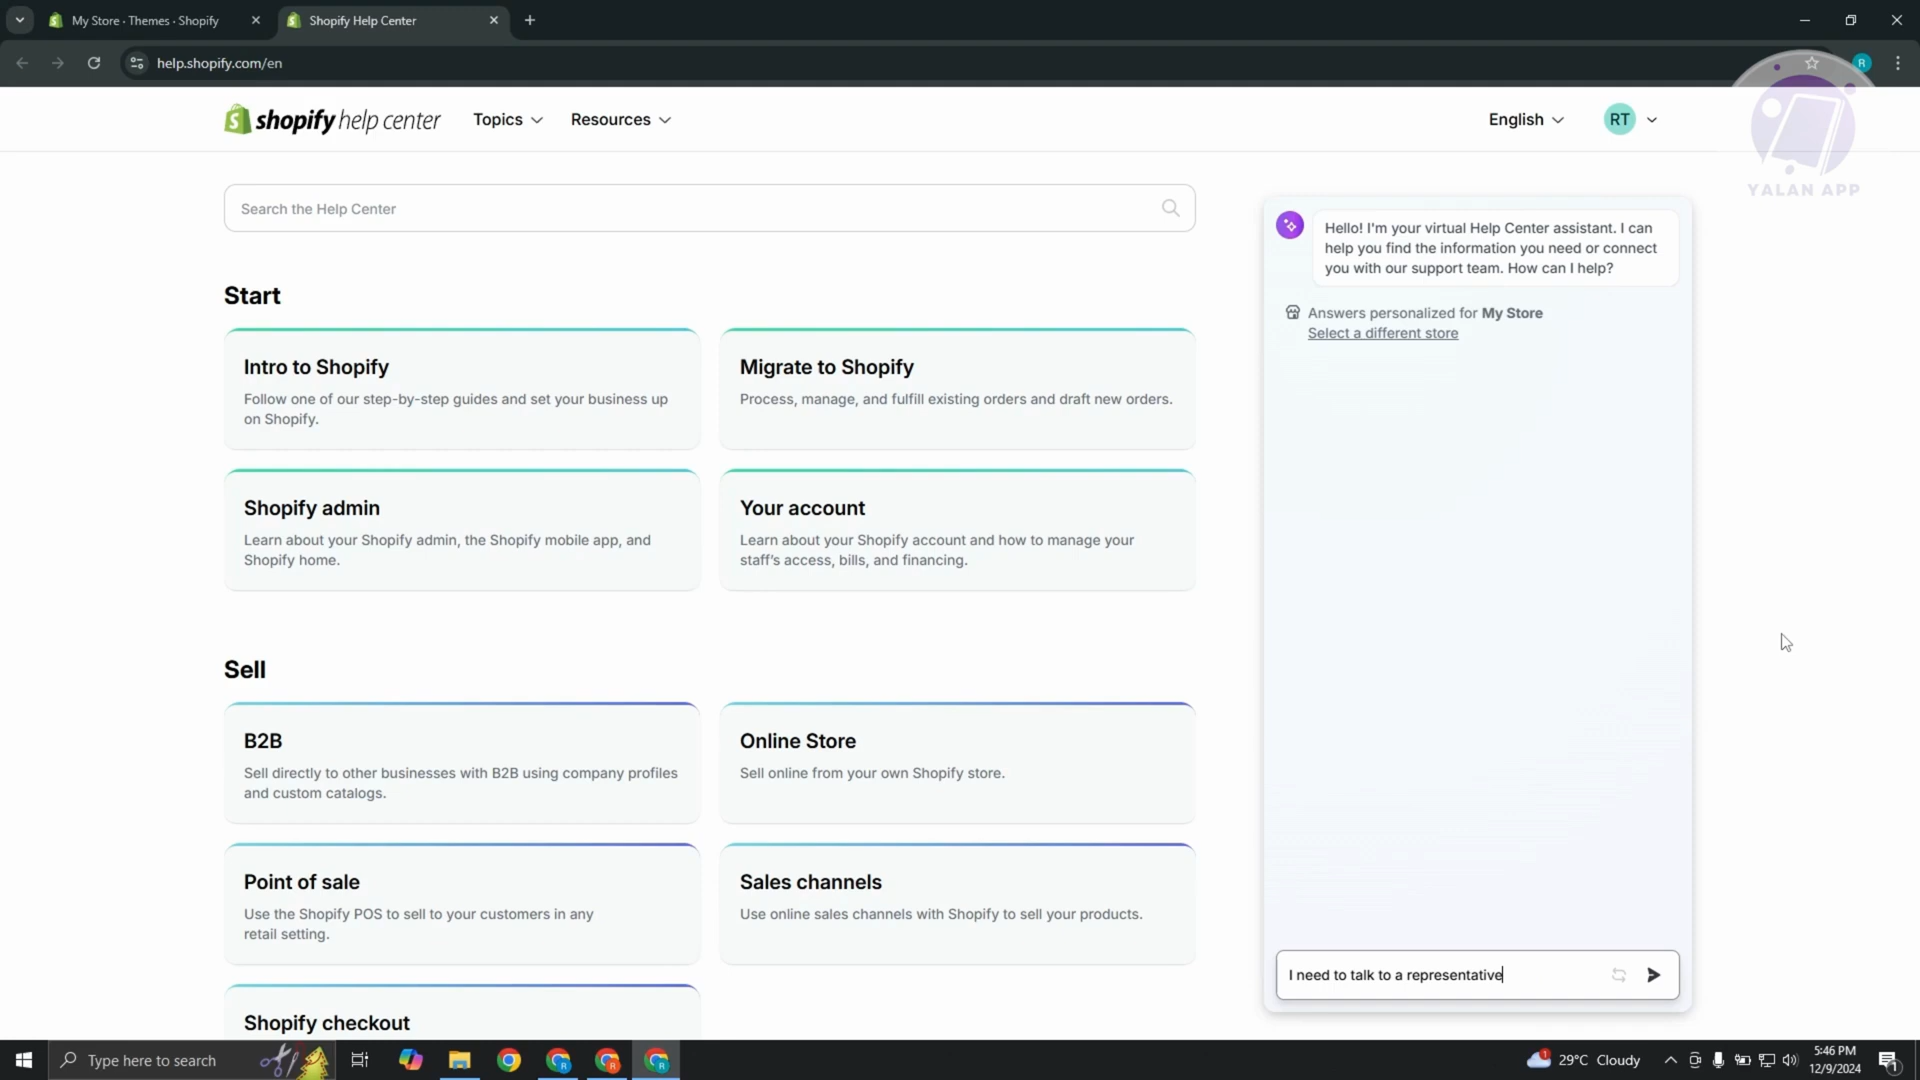 My Store · Themes · Shopify
Shopify Help Center
help.shopify.com/en
R
shopify help center
Topics
Resources
English
RT
YALAN APP
Search the Help Center
Hello! I'm your virtual Help Center assistant. I can
help you find the information you need or connect
you with our support team. How can I help?
Answers personalized for My Store
Select a different store
Start
Intro to Shopify
Follow one of our step-by-step guides and set your business up
on Shopify.
Migrate to Shopify
Process, manage, and fulfill existing orders and draft new orders.
Shopify admin
Learn about your Shopify admin, the Shopify mobile app, and
Shopify home.
Your account
Learn about your Shopify account and how to manage your
staff's access, bills, and financing.
Sell
B2B
Sell directly to other businesses with B2B using company profiles
and custom catalogs.
Online Store
Sell online from your own Shopify store.
Point of sale
Use the Shopify POS to sell to your customers in any
retail setting.
Sales channels
Use online sales channels with Shopify to sell your products.
Shopify checkout
I need to talk to a representative
Type here to search
R
R
R
1
29°C Cloudy
5:46 PM
12/9/2024
1